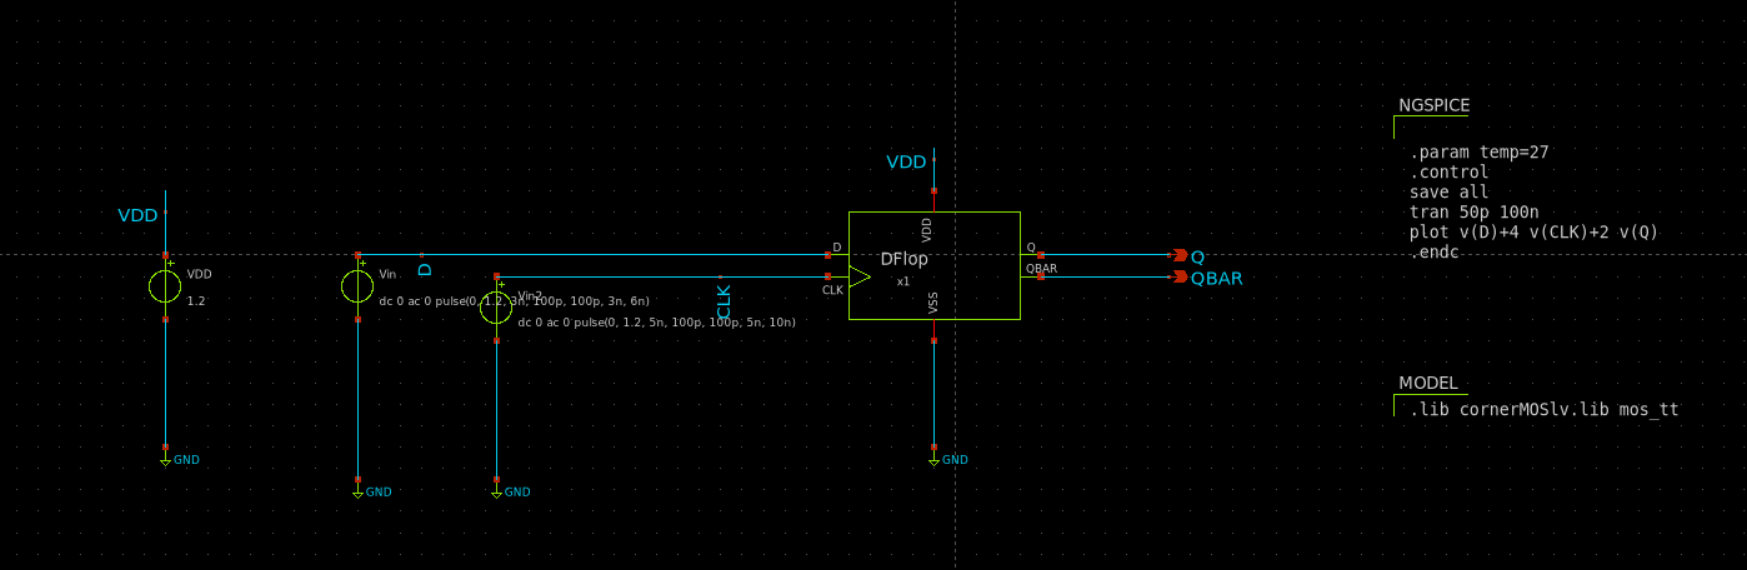 NGSPICE
.param temp=27
.control
save all
tran 50p 100n
plot v(D)+4 v(CLK)+2 v(Q)
.endc
VDD
VDD
VDD
D
DFlop
Q
Q
D
VDD
Vin
QBAR
QBAR
x1
CLK
Vin2
1.2
dc 0 ac 0 pulse(0, 1.2, 3n, 100p, 100p, 3n, 6n)
CLK
VSS
dc 0 ac 0 pulse(0, 1.2, 5n, 100p, 100p, 5n, 10n)
MODEL
.lib cornerMOSlv.lib mos_tt
GND
GND
GND
GND